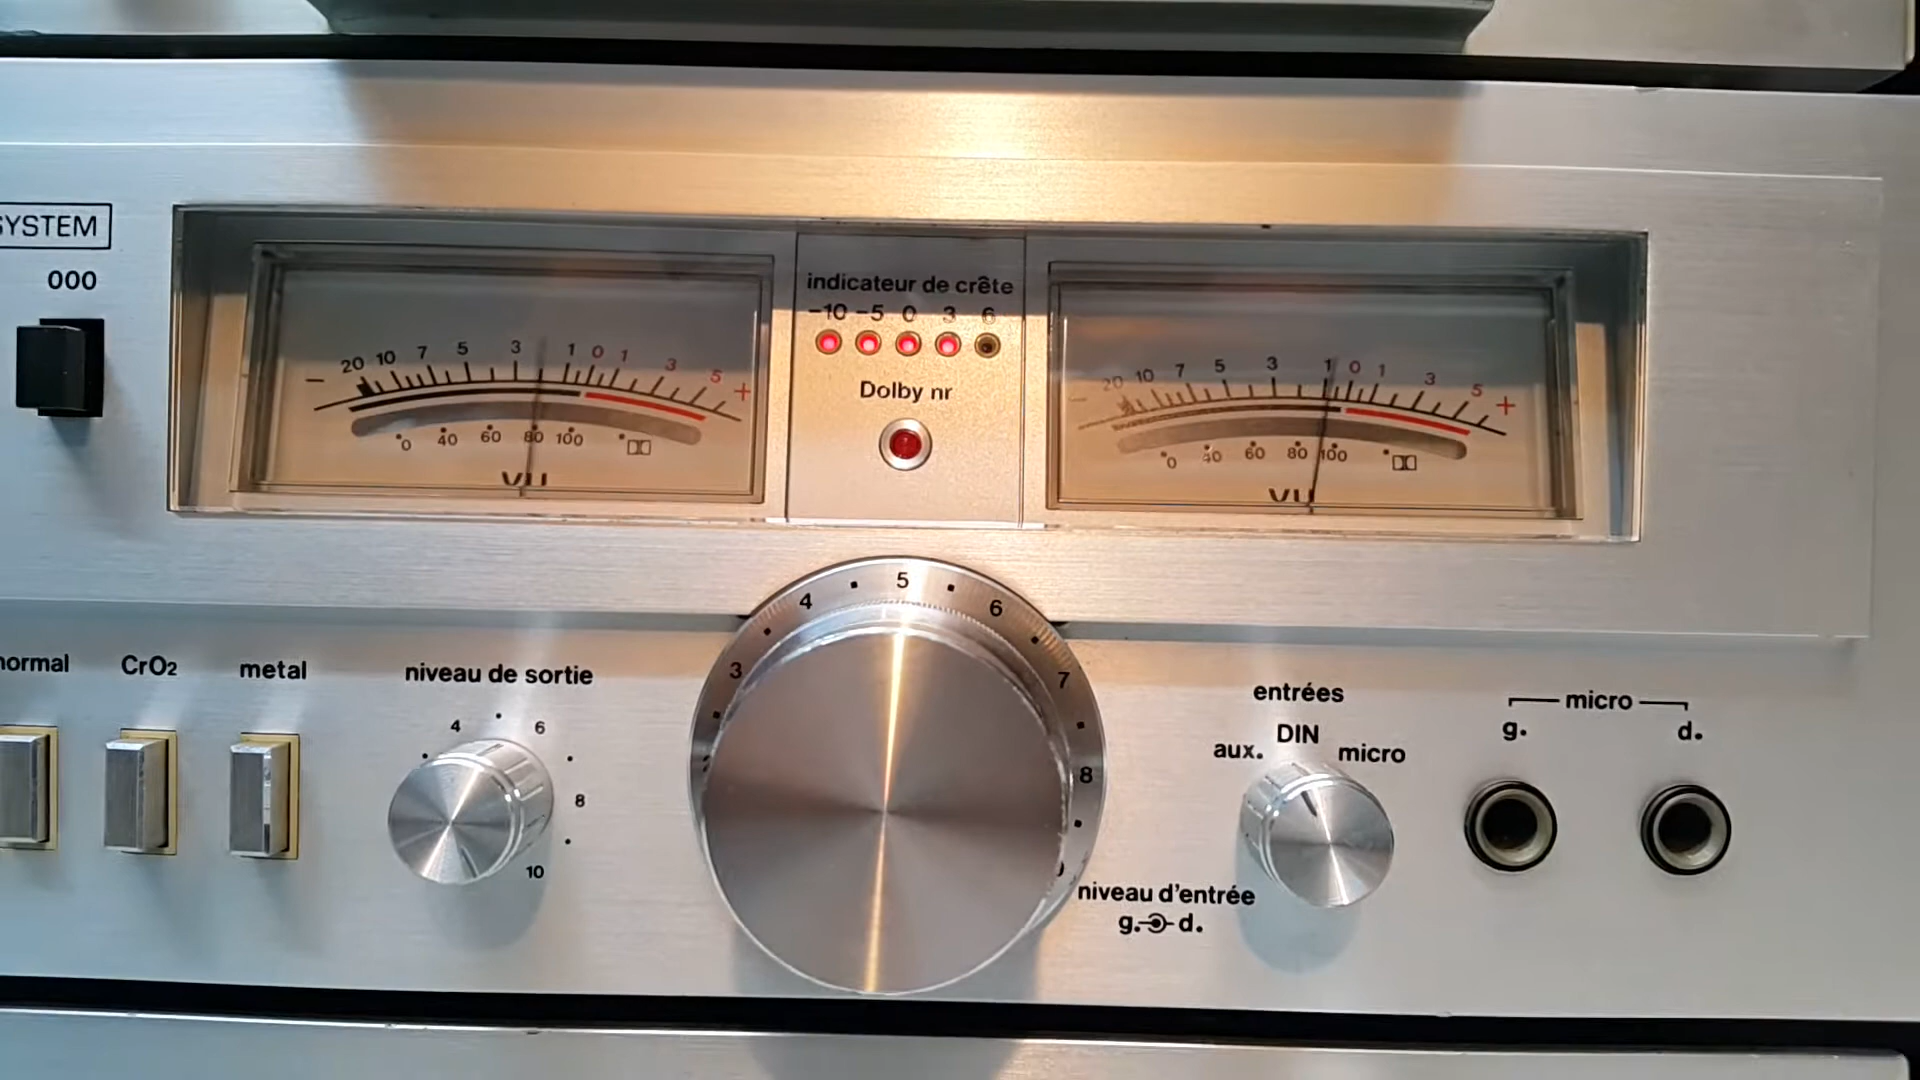 SYSTEM
000
20 10 7 5 3 1 0 1 3 5
− +
0 40 60 80 100
VU
indicateur de crête
−10 −5 0 3 6
Dolby nr
20 10 7 5 3 1 0 1 3 5
− +
0 40 60 80 100
VU
normal
CrO2
metal
niveau de sortie
4 6
8
10
3 4 5 6 7
8
niveau d'entrée
g. d.
entrées
DIN
aux. micro
micro
g. d.